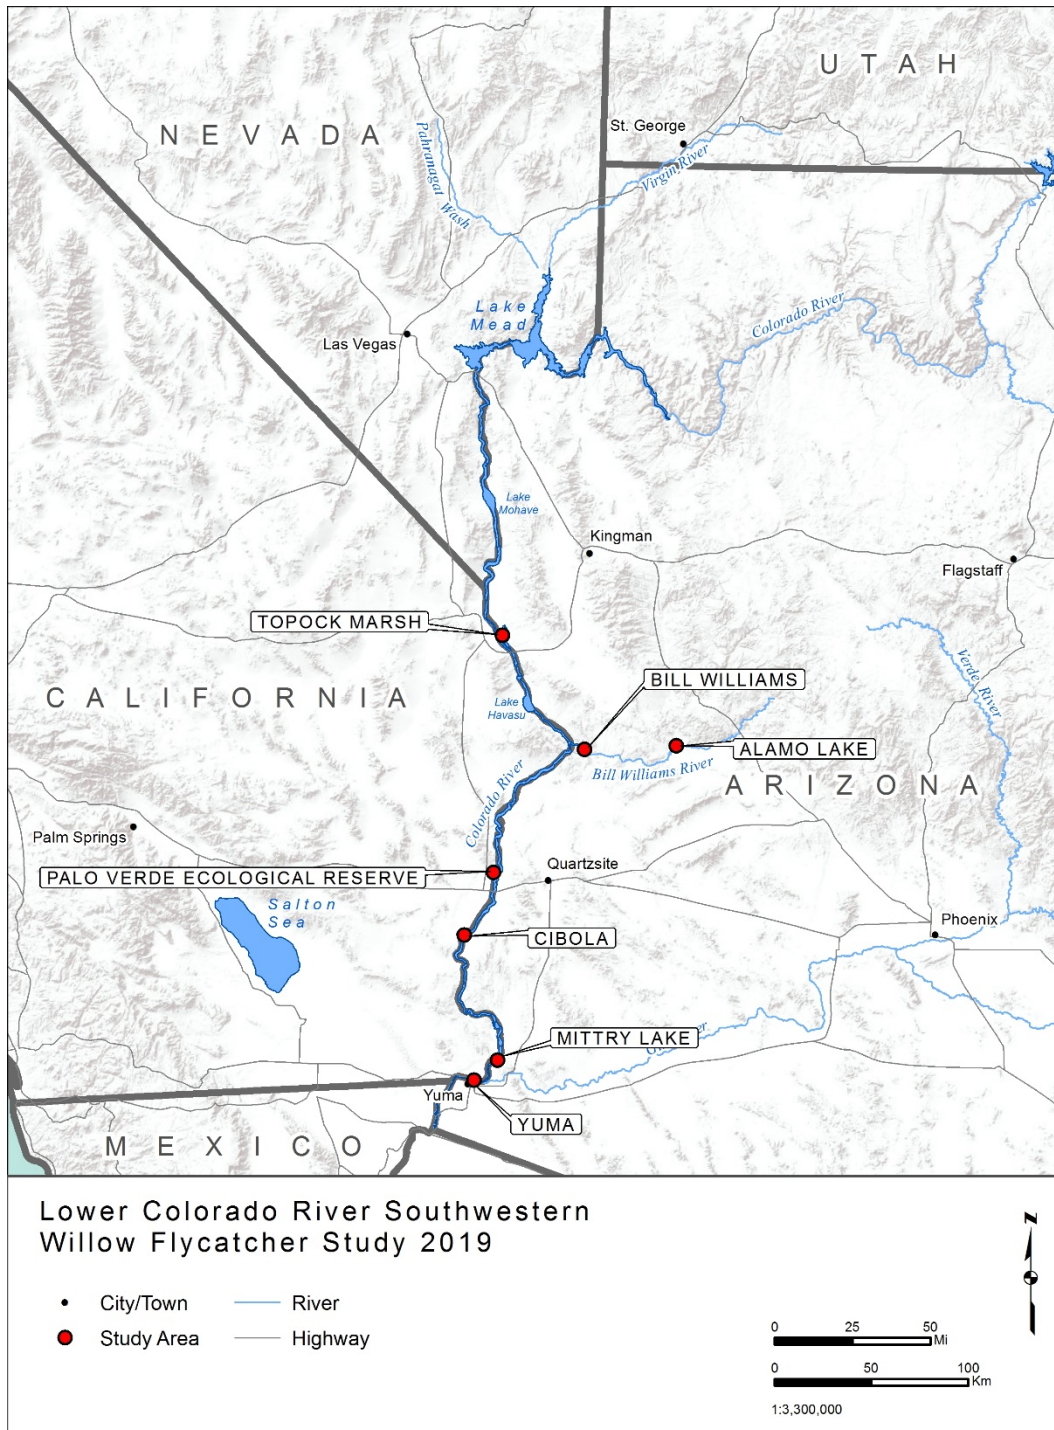 UTAH
NEVADA
St. George
Pahranagat Wash
Virgin River
Lake
Mead
Colorado River
Las Vegas
Lake
Mohave
Kingman
Flagstaff
TOPOCK MARSH
Verde River
BILL WILLIAMS
CALIFORNIA
Lake
Havasu
ALAMO LAKE
Bill Williams River
ARIZONA
Colorado River
Palm Springs
Quartzsite
PALO VERDE ECOLOGICAL RESERVE
Salton
Sea
Phoenix
CIBOLA
MITTRY LAKE
Yuma
YUMA
MEXICO
Lower Colorado River Southwestern
Willow Flycatcher Study 2019
City/Town
River
Study Area
Highway
N
0 25 50
Mi
0 50 100
Km
1:3,300,000